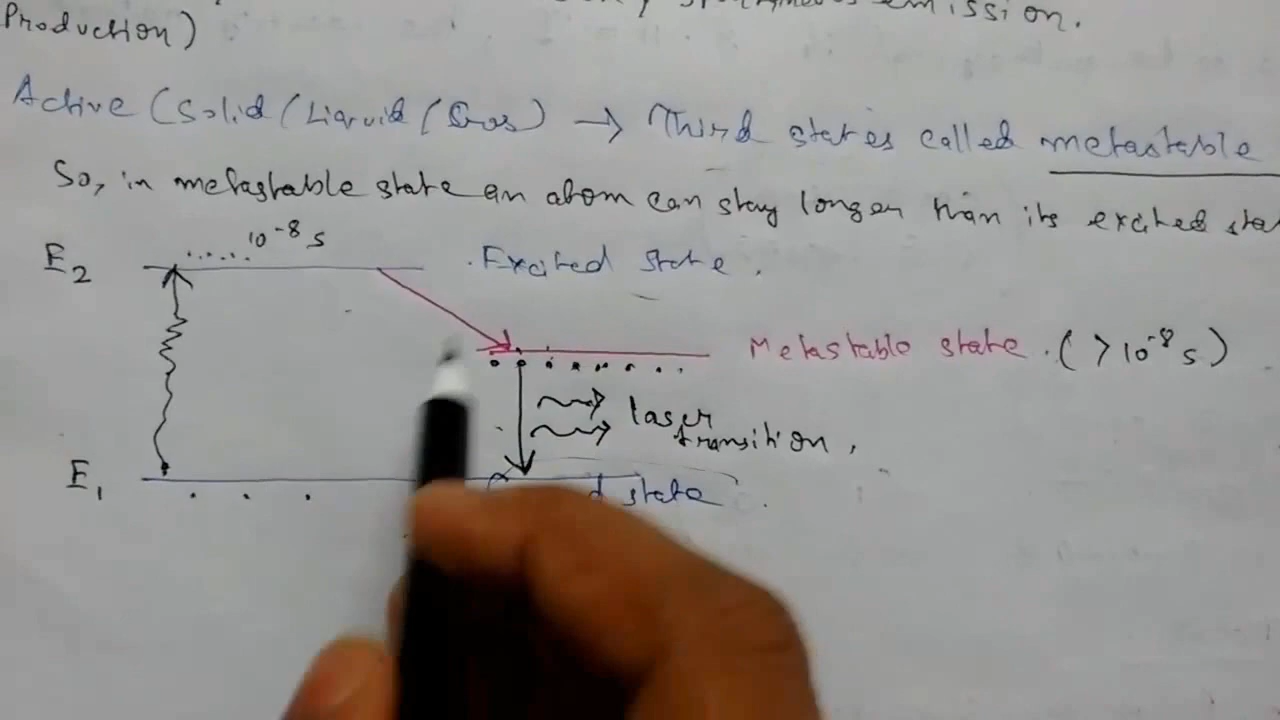 emission.
Production)
Active (Solid/Liquid/Gas) → Third states called metastable
So, in metastable state an atom can stay longer than its excited sta
E2 10^-8 s Excited state.
Metastable state. (> 10^-8 s)
laser
transition,
E1 state